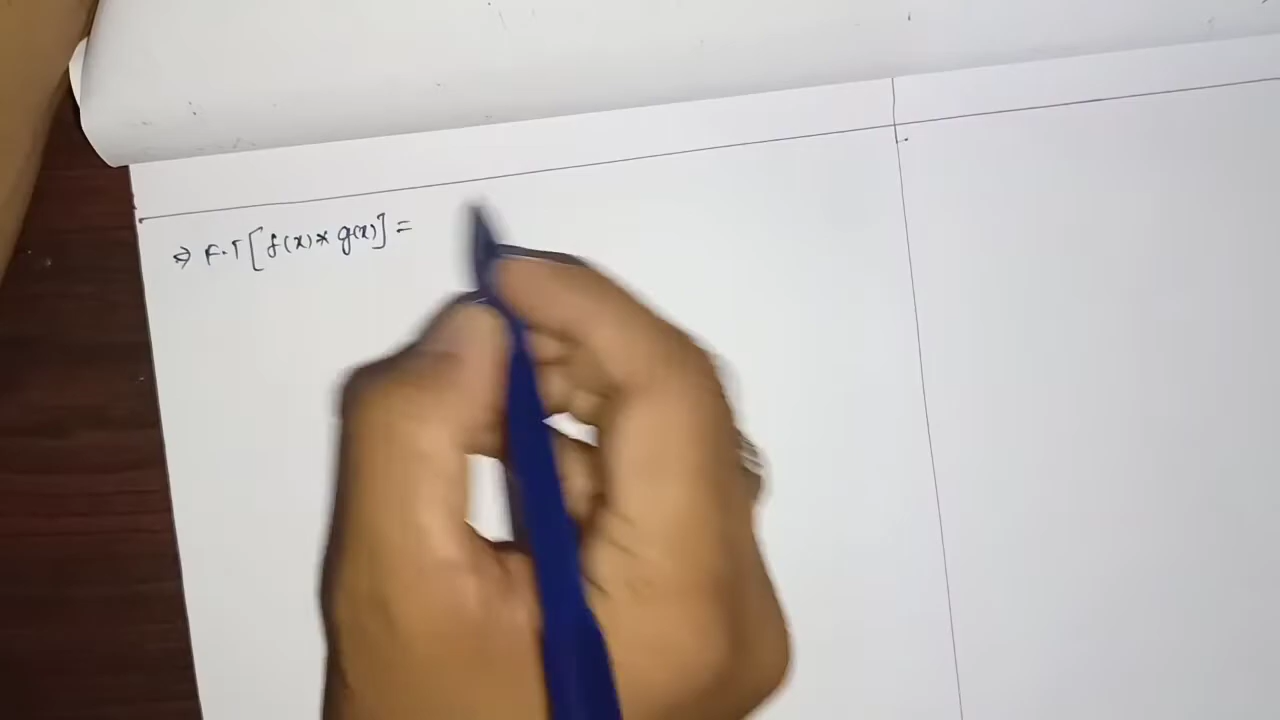 ⇒ F.T [f(x) * g(x)] =